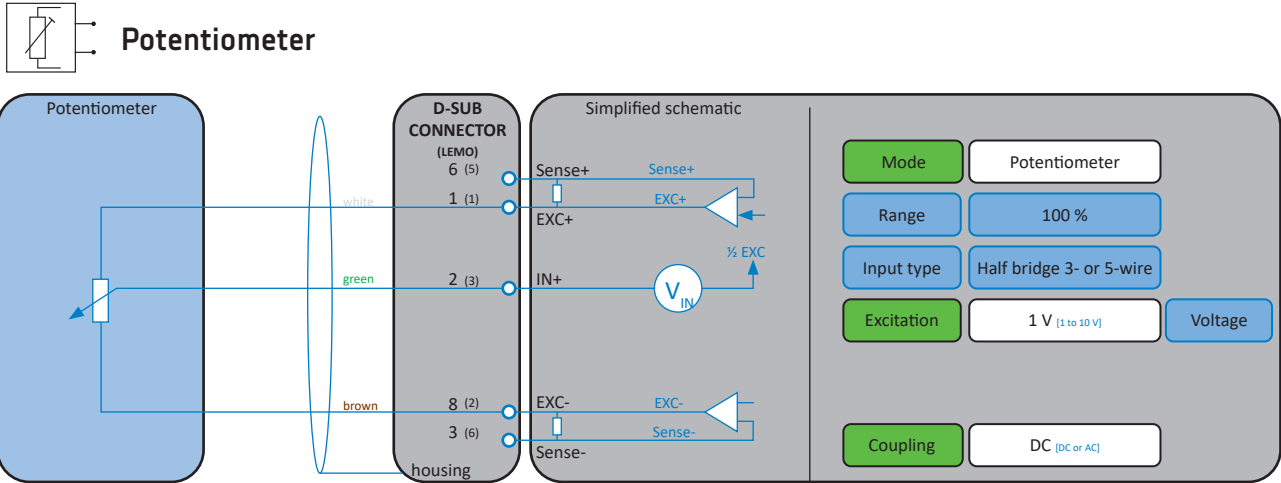 Potentiometer
Potentiometer
D-SUB
CONNECTOR
(LEMO)
Simplified schematic
6 (5)
Sense+
Sense+
white
1 (1)
EXC+
EXC+
½ EXC
green
2 (3)
IN+
VIN
brown
8 (2)
EXC-
EXC-
3 (6)
Sense-
Sense-
housing
Mode
Potentiometer
Range
100 %
Input type
Half bridge 3- or 5-wire
Excitation
1 V [1 to 10 V]
Voltage
Coupling
DC [DC or AC]